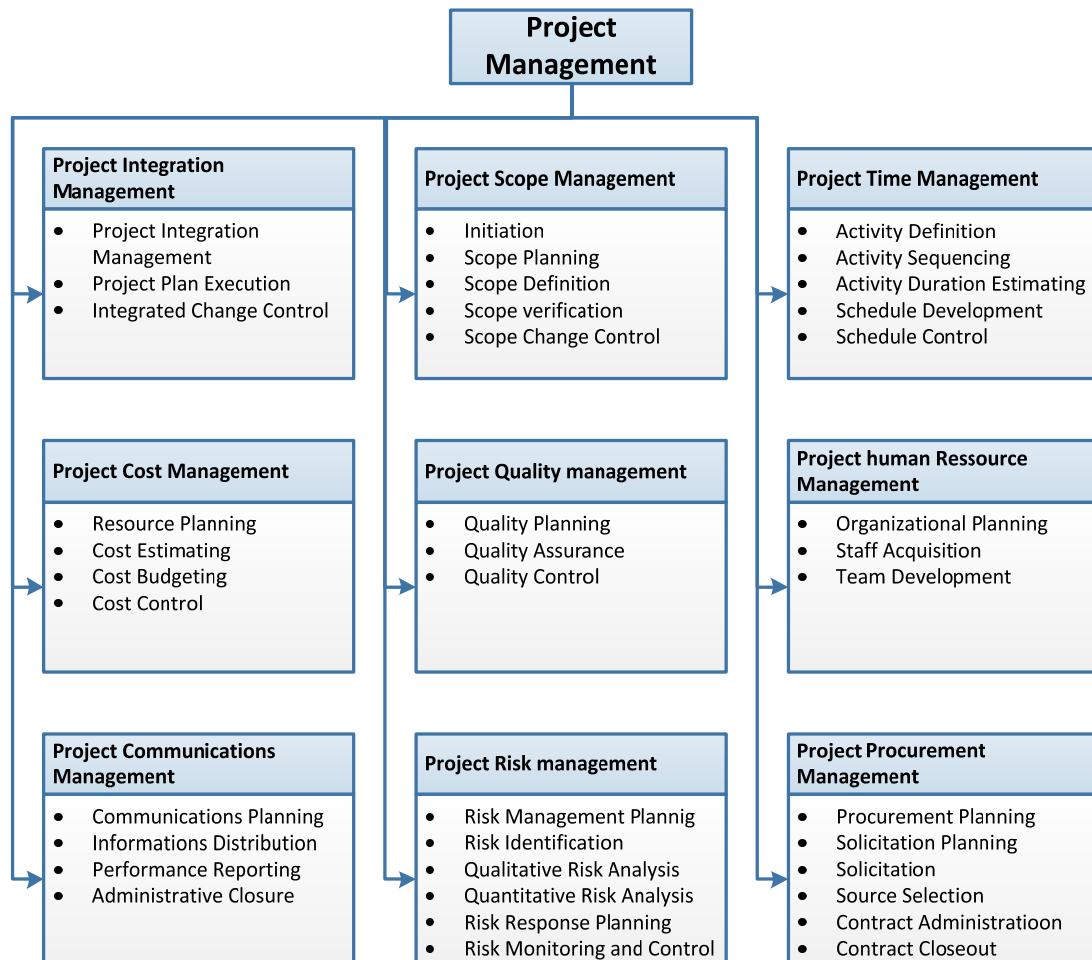 Project
Management
Project Integration
Management
• Project Integration
Management
• Project Plan Execution
• Integrated Change Control
Project Scope Management
• Initiation
• Scope Planning
• Scope Definition
• Scope verification
• Scope Change Control
Project Time Management
• Activity Definition
• Activity Sequencing
• Activity Duration Estimating
• Schedule Development
• Schedule Control
Project Cost Management
• Resource Planning
• Cost Estimating
• Cost Budgeting
• Cost Control
Project Quality management
• Quality Planning
• Quality Assurance
• Quality Control
Project human Ressource
Management
• Organizational Planning
• Staff Acquisition
• Team Development
Project Communications
Management
• Communications Planning
• Informations Distribution
• Performance Reporting
• Administrative Closure
Project Risk management
• Risk Management Plannig
• Risk Identification
• Qualitative Risk Analysis
• Quantitative Risk Analysis
• Risk Response Planning
• Risk Monitoring and Control
Project Procurement
Management
• Procurement Planning
• Solicitation Planning
• Solicitation
• Source Selection
• Contract Administratioon
• Contract Closeout